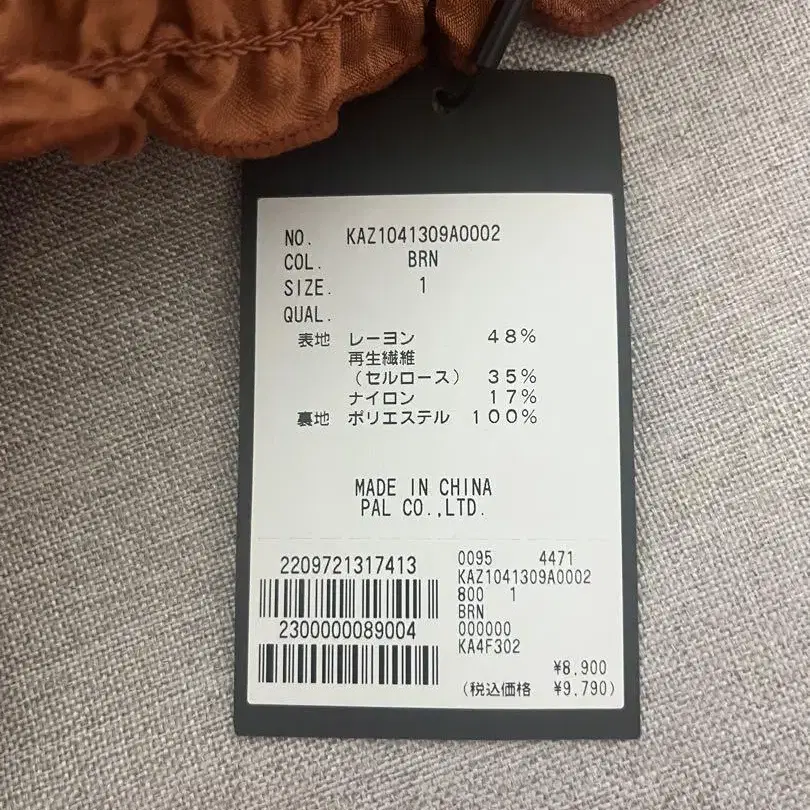 NO. KAZ1041309A0002
COL. BRN
SIZE. 1
QUAL.
表地 レーヨン 48%
再生繊維
(セルロース) 35%
ナイロン 17%
裏地 ポリエステル 100%
MADE IN CHINA
PAL CO.,LTD.
2209721317413
2300000089004
0095 4471
KAZ1041309A0002
800 1
BRN
000000
KA4F302
¥8,900
(税込価格 ¥9,790)